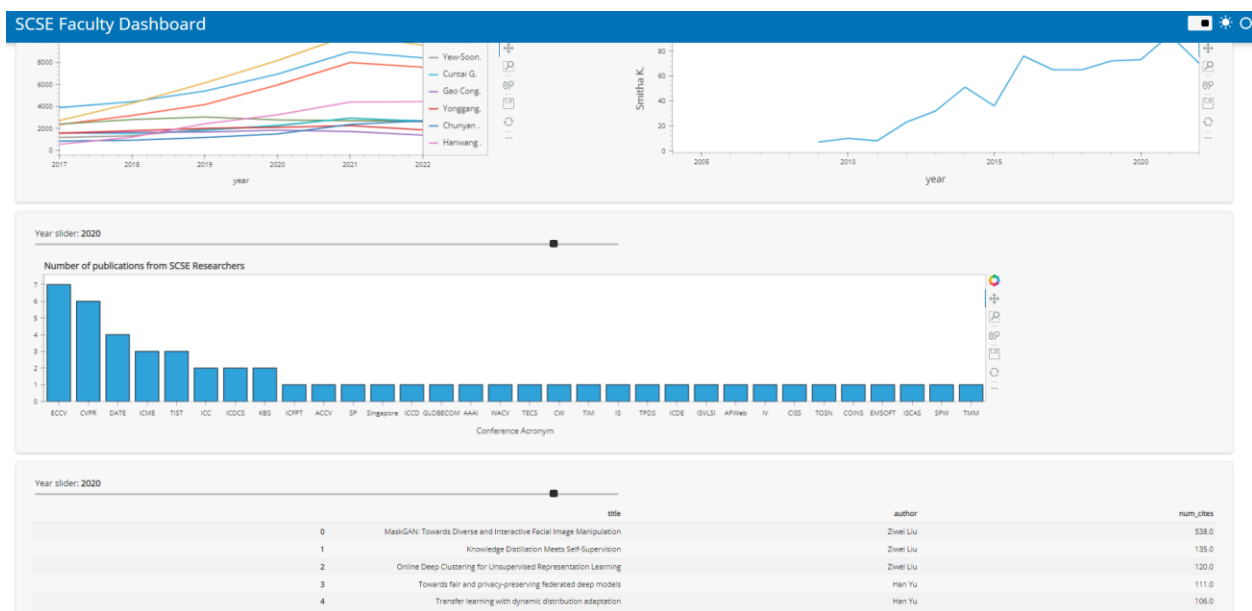 SCSE Faculty Dashboard
8000
6000
4000
2000
0
2017 2018 2019 2020 2021 2022
year
Yew-Soon.
Cuntai G.
Gao Cong.
Yonggang.
Chunyan .
Hanwang .
Smitha K.
80
60
40
20
0
2005 2010 2015 2020
year
Year slider: 2020
Number of publications from SCSE Researchers
7
6
5
4
3
2
1
0
ECCV CVPR DATE ICME TIST ICC ICDCS KBS ICFPT ACCV SP Singapore ICCD GLOBECOM AAAI WACV TECS CW TIM IS TPDS ICDE ISVLSI APWeb IV CISS TOSN COINS EMSOFT ISCAS SPW TMM
Conference Acronym
Year slider: 2020
title author num_cites
0 MaskGAN: Towards Diverse and Interactive Facial Image Manipulation Ziwei Liu 538.0
1 Knowledge Distillation Meets Self-Supervision Ziwei Liu 135.0
2 Online Deep Clustering for Unsupervised Representation Learning Ziwei Liu 120.0
3 Towards fair and privacy-preserving federated deep models Han Yu 111.0
4 Transfer learning with dynamic distribution adaptation Han Yu 106.0